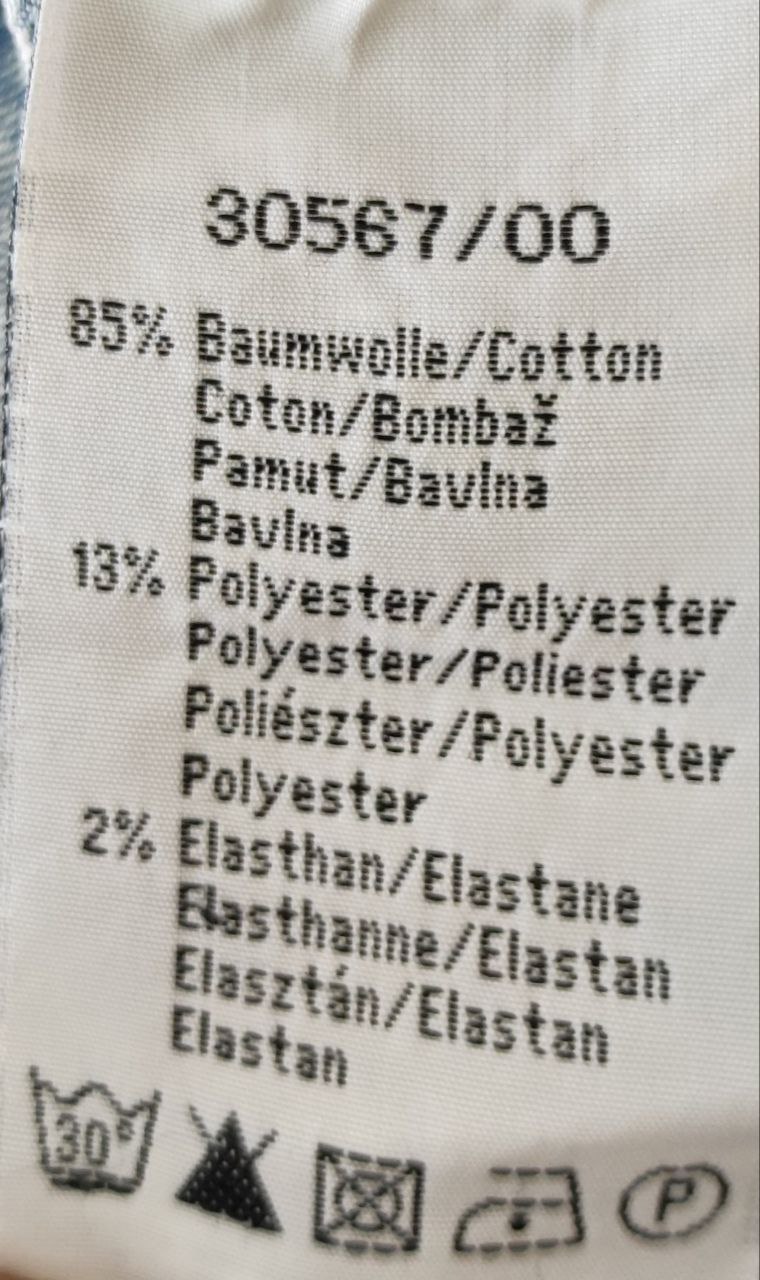 30567/00
85% Baumwolle/Cotton
Coton/Bombaž
Pamut/Bavlna
Bavlna
13% Polyester/Polyester
Polyester/Poliester
Poliészter/Polyester
Polyester
2% Elasthan/Elastane
Elasthanne/Elastan
Elasztán/Elastan
Elastan
30° P